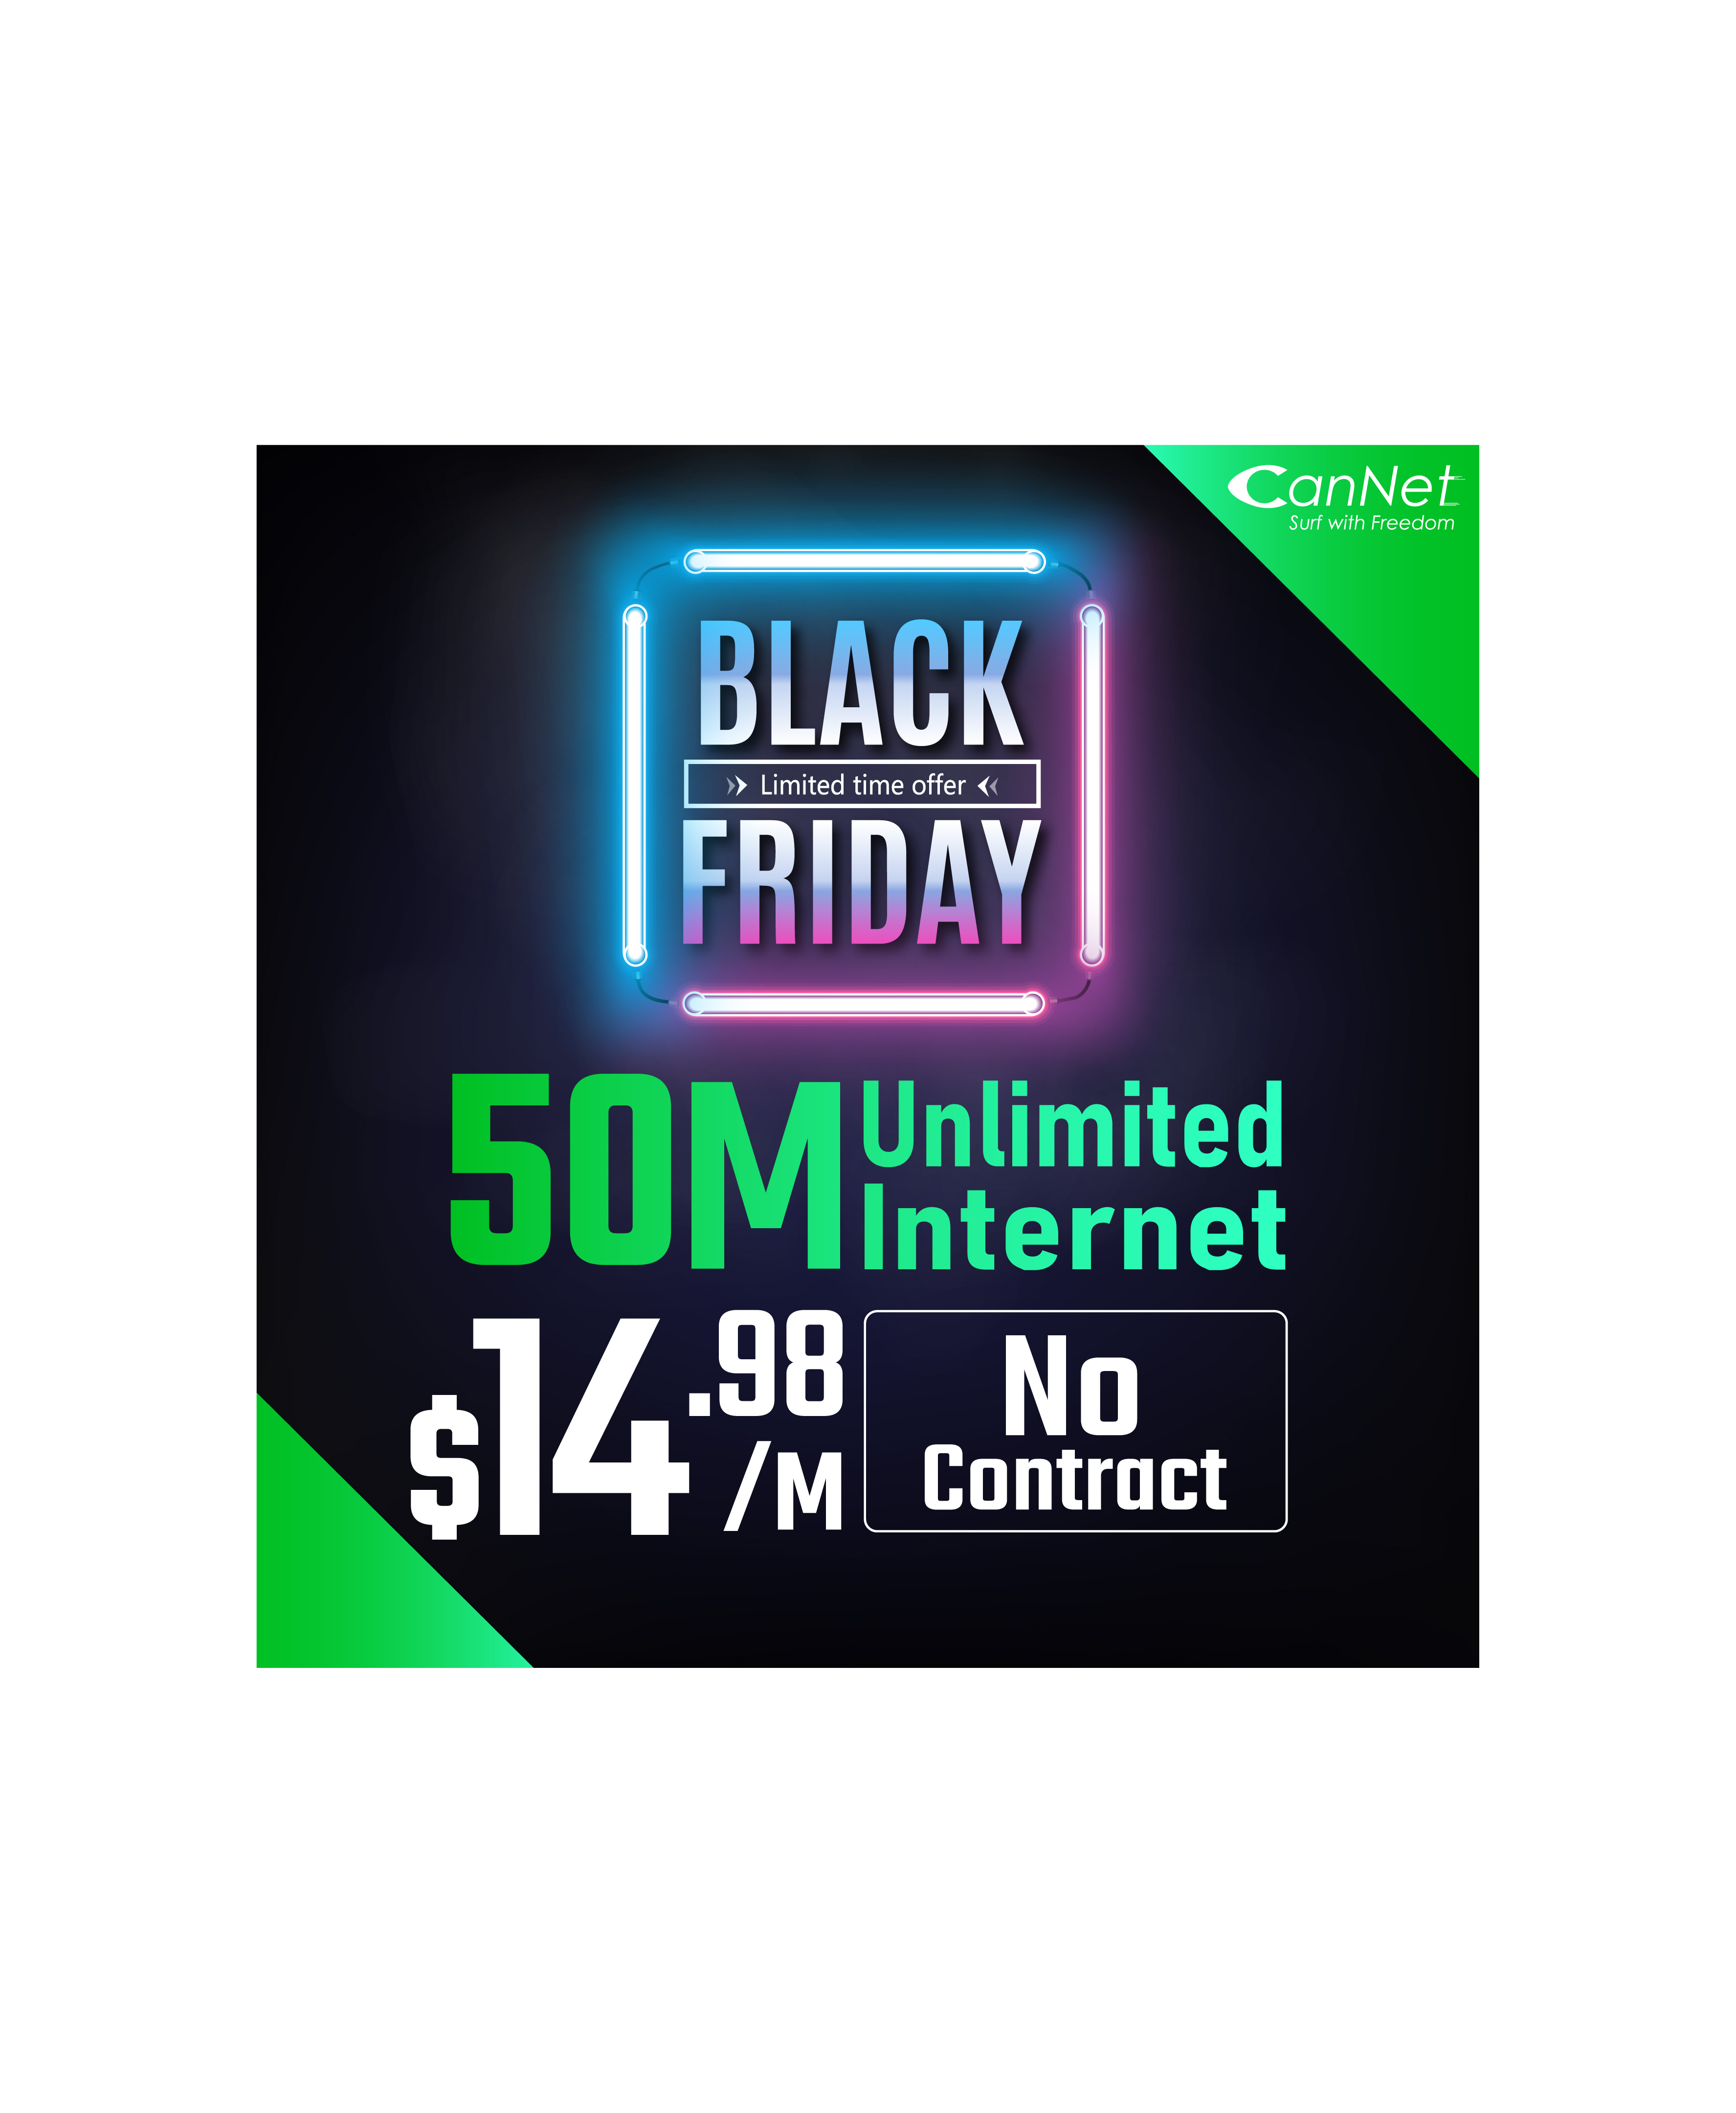 CanNet
Surf with Freedom
BLACK
Limited time offer
FRIDAY
50M Unlimited
Internet
$14.98/M
No
Contract